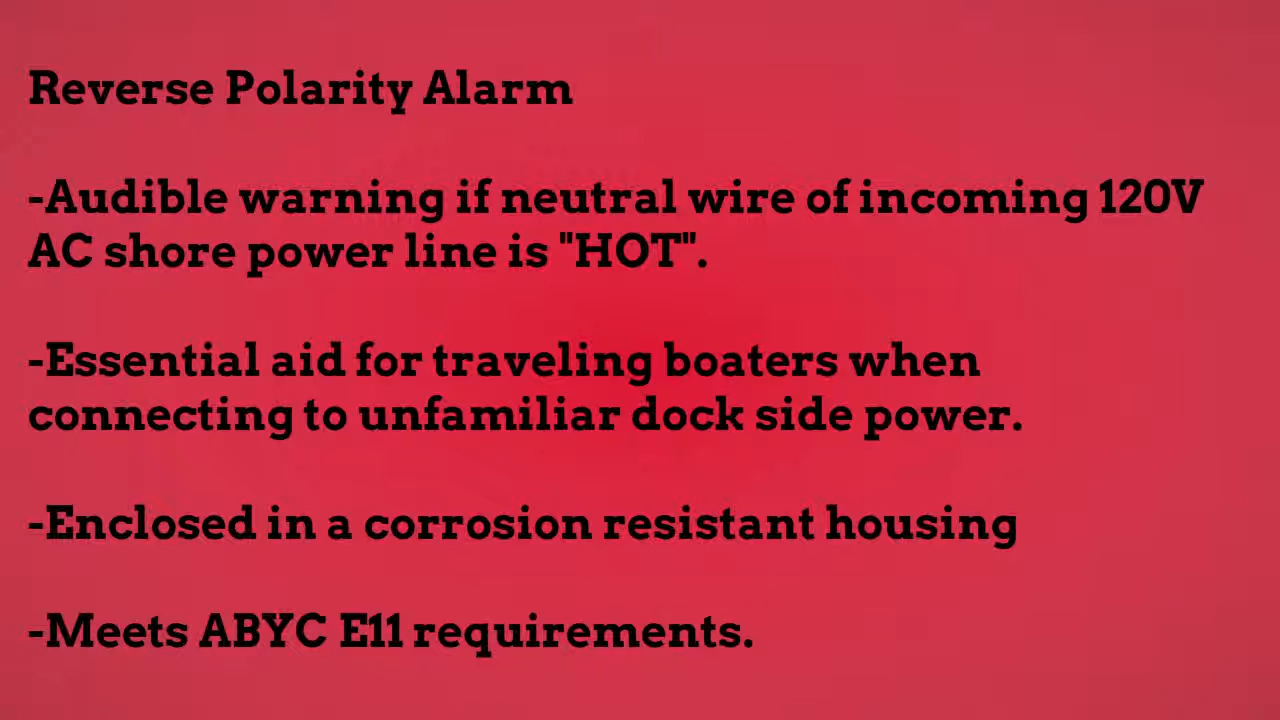 Reverse Polarity Alarm
-Audible warning if neutral wire of incoming 120V
AC shore power line is "HOT".
-Essential aid for traveling boaters when
connecting to unfamiliar dock side power.
-Enclosed in a corrosion resistant housing
-Meets ABYC E11 requirements.